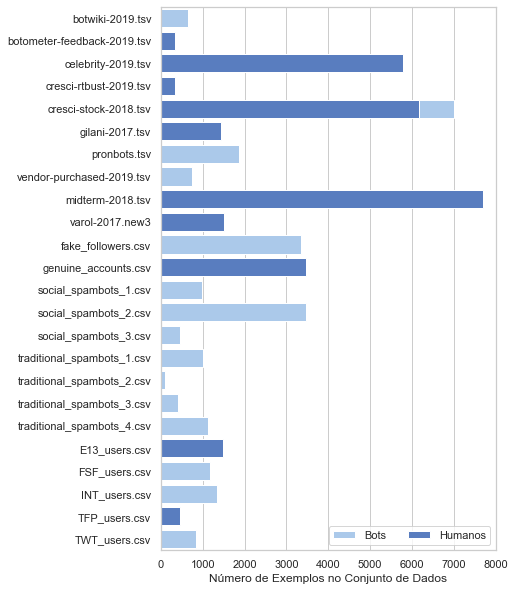 botwiki-2019.tsv
botometer-feedback-2019.tsv
celebrity-2019.tsv
cresci-rtbust-2019.tsv
cresci-stock-2018.tsv
gilani-2017.tsv
pronbots.tsv
vendor-purchased-2019.tsv
midterm-2018.tsv
varol-2017.new3
fake_followers.csv
genuine_accounts.csv
social_spambots_1.csv
social_spambots_2.csv
social_spambots_3.csv
traditional_spambots_1.csv
traditional_spambots_2.csv
traditional_spambots_3.csv
traditional_spambots_4.csv
E13_users.csv
FSF_users.csv
INT_users.csv
TFP_users.csv
TWT_users.csv
Bots Humanos
0 1000 2000 3000 4000 5000 6000 7000 8000
Número de Exemplos no Conjunto de Dados